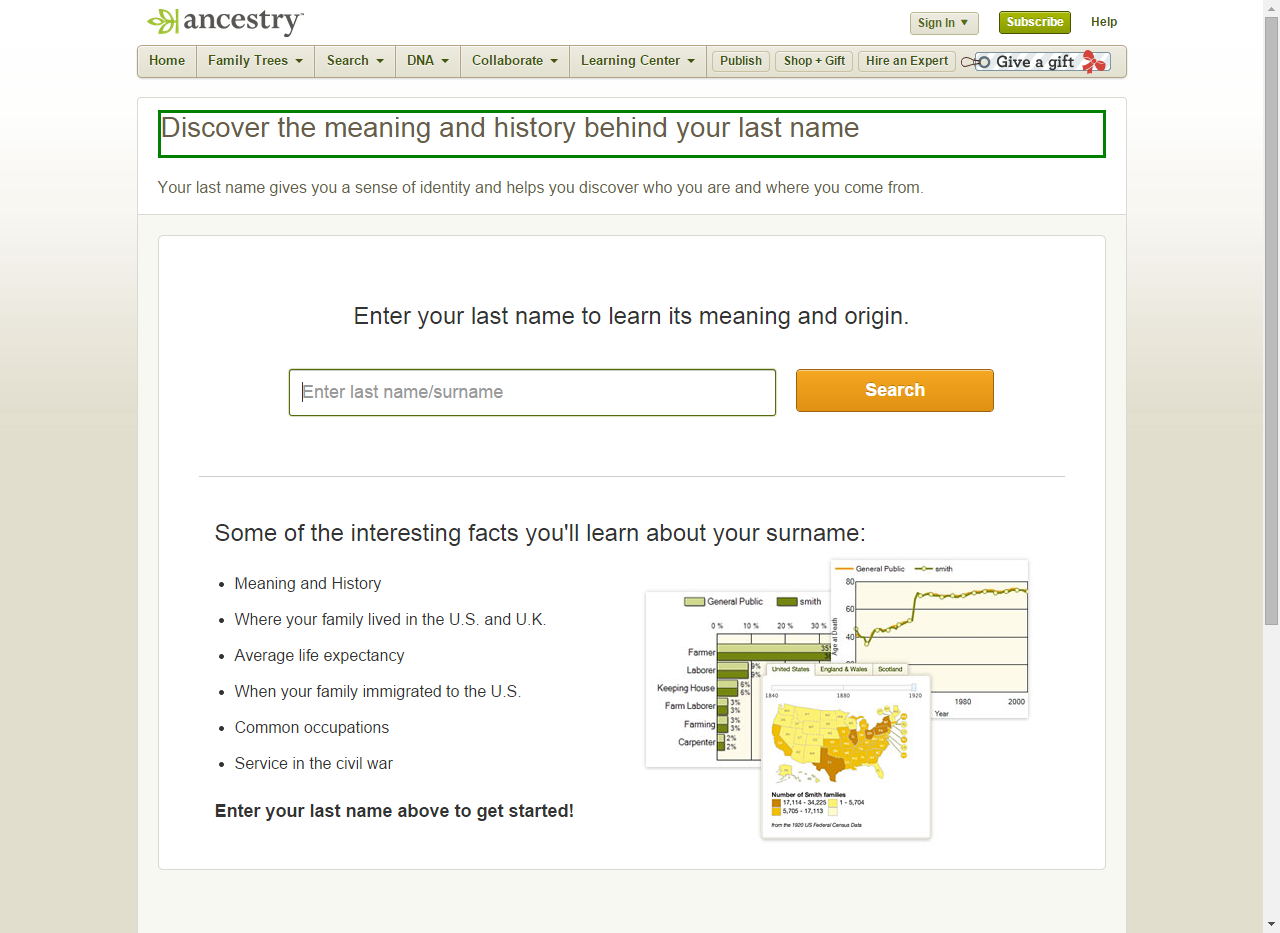 ancestry™
Sign In ▼
Subscribe
Help
Home
Family Trees
Search
DNA
Collaborate
Learning Center
Publish
Shop + Gift
Hire an Expert
Give a gift
Discover the meaning and history behind your last name
Your last name gives you a sense of identity and helps you discover who you are and where you come from.
Enter your last name to learn its meaning and origin.
Enter last name/surname
Search
Some of the interesting facts you'll learn about your surname:
• Meaning and History
• Where your family lived in the U.S. and U.K.
• Average life expectancy
• When your family immigrated to the U.S.
• Common occupations
• Service in the civil war
Enter your last name above to get started!
General Public smith
0 % 10 % 20 % 30 %
Farmer 35
Laborer 9% 9%
Keeping House 6% 6%
Farm Laborer 3% 3%
Farming 3% 3%
Carpenter 2% 2%
General Public smith
80
60
40
Age at Death
1980 2000
Year
United States England & Wales Scotland
1840 1880 1920
Number of Smith families
17,114 - 34,225 1 - 5,704
5,705 - 17,113
from the 1920 US Federal Census Data